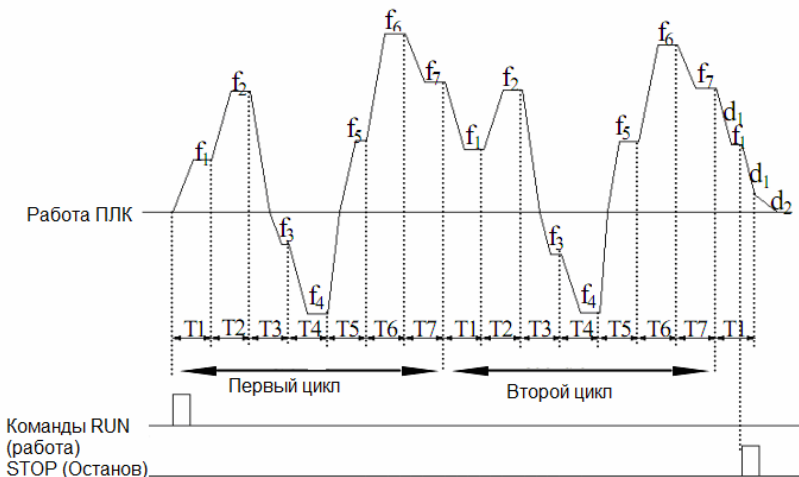 f₆ f₆
f₂ f₇ f₂ f₇
d₁
f₁ f₅ f₁ f₅ f₁
d₁
Работа ПЛК d₂
f₃ f₃
f₄ f₄
T1 T2 T3 T4 T5 T6 T7 T1 T2 T3 T4 T5 T6 T7 T1
Первый цикл Второй цикл
Команды RUN
(работа)
STOP (Останов)